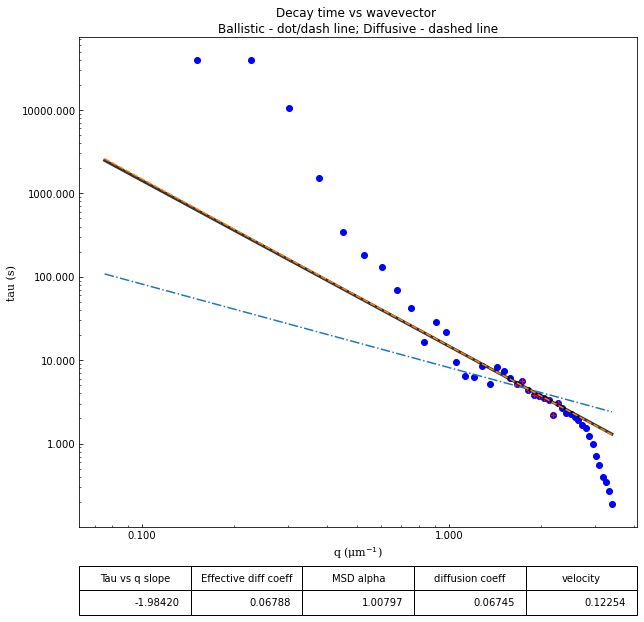 Decay time vs wavevector
Ballistic - dot/dash line; Diffusive - dashed line
tau (s)
10000.000
1000.000
100.000
10.000
1.000
0.100 1.000
q (μm⁻¹)
Tau vs q slope Effective diff coeff MSD alpha diffusion coeff velocity
-1.98420 0.06788 1.00797 0.06745 0.12254